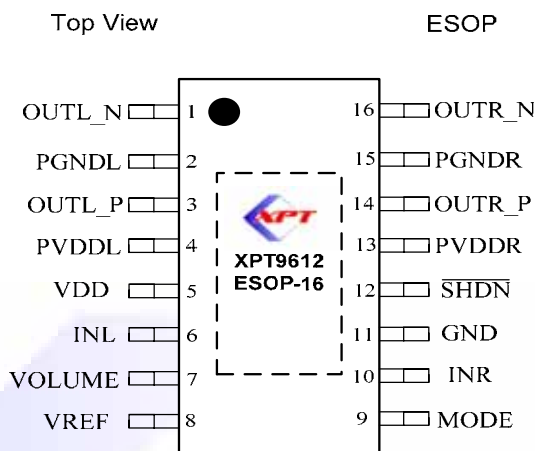 Top View ESOP
OUTL_N 1 16 OUTR_N
PGNDL 2 15 PGNDR
OUTL_P 3 14 OUTR_P
XPT
PVDDL 4 13 PVDDR
XPT9612
VDD 5 ESOP-16 12 SHDN
INL 6 11 GND
VOLUME 7 10 INR
VREF 8 9 MODE